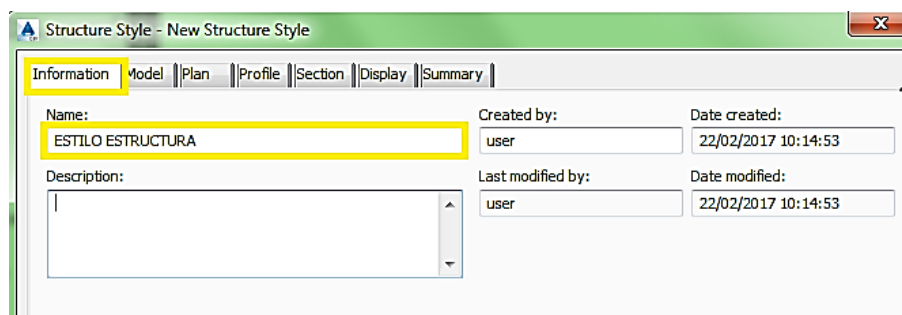 Structure Style - New Structure Style
Information Model Plan Profile Section Display Summary
Name: Created by: Date created:
ESTILO ESTRUCTURA user 22/02/2017 10:14:53
Description: Last modified by: Date modified:
user 22/02/2017 10:14:53